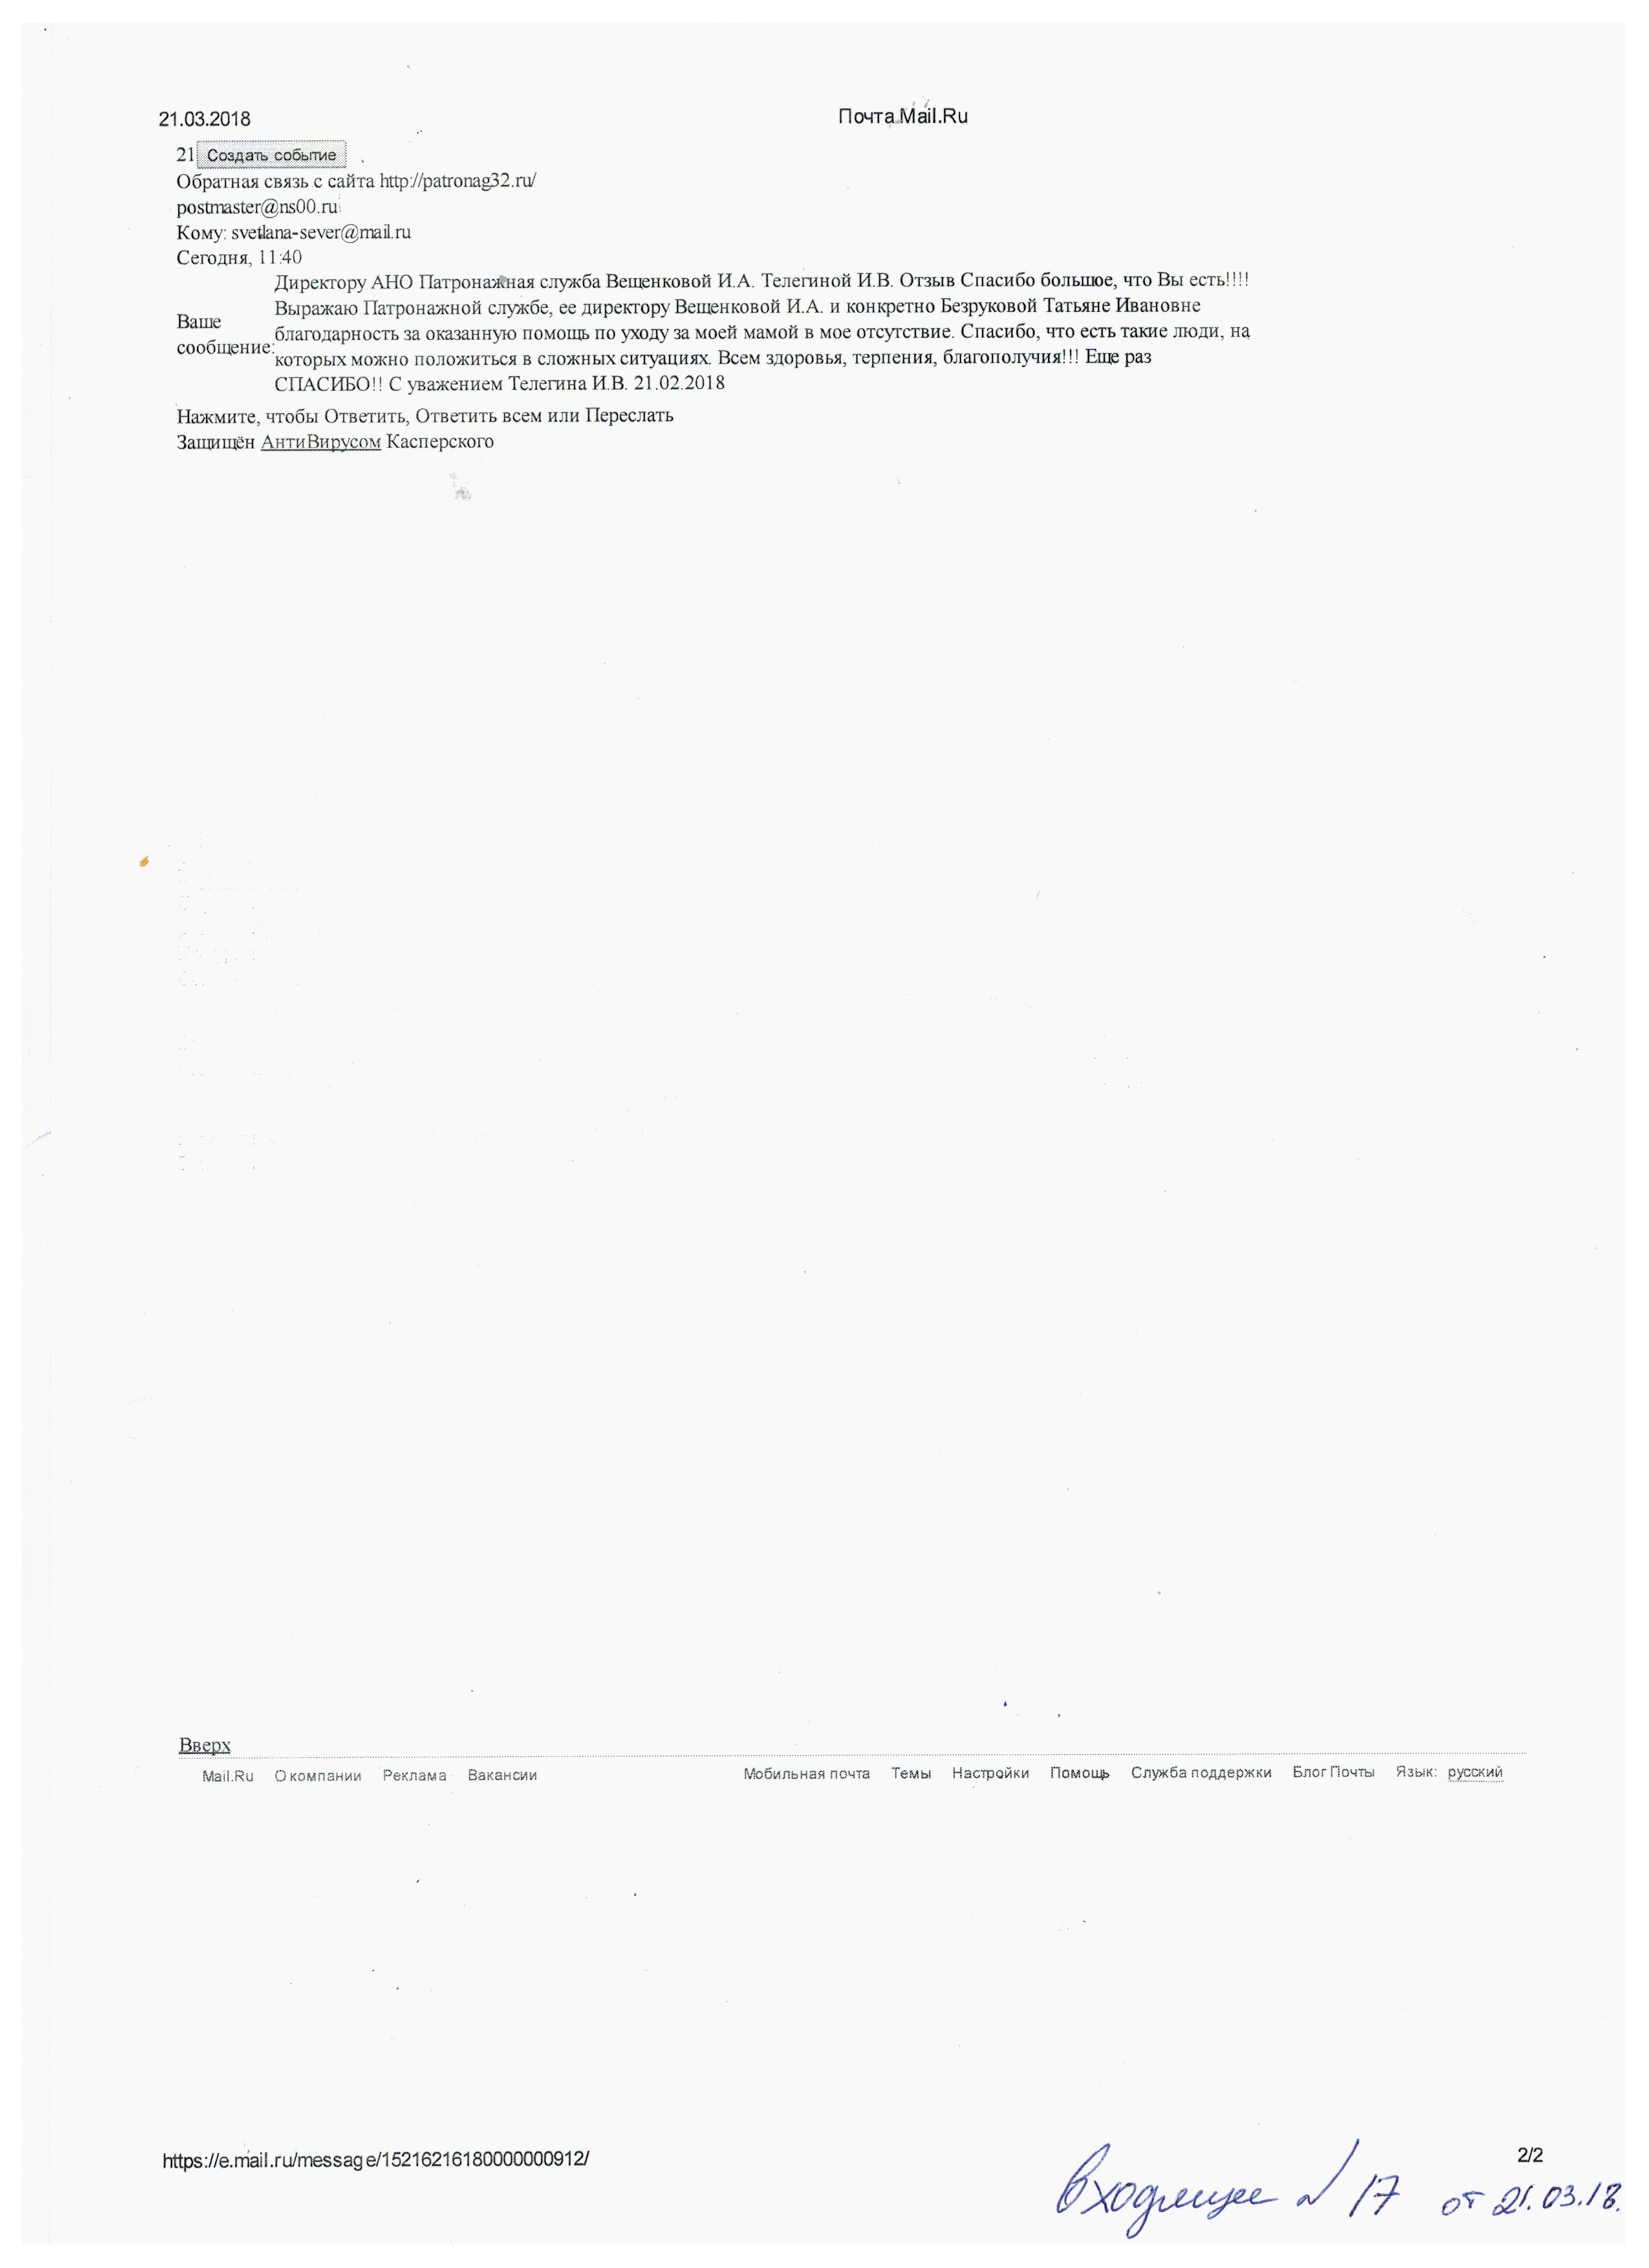 21.03.2018 Почта Mail.Ru
21 Создать событие
Обратная связь с сайта http://patronag32.ru/
postmaster@ns00.ru
Кому: svetlana-sever@mail.ru
Сегодня, 11:40
Ваше сообщение:
Директору АНО Патронажная служба Вещенковой И.А. Телегиной И.В. Отзыв Спасибо большое, что Вы есть!!!!
Выражаю Патронажной службе, ее директору Вещенковой И.А. и конкретно Безруковой Татьяне Ивановне
благодарность за оказанную помощь по уходу за моей мамой в мое отсутствие. Спасибо, что есть такие люди, на
которых можно положиться в сложных ситуациях. Всем здоровья, терпения, благополучия!!! Еще раз
СПАСИБО!! С уважением Телегина И.В. 21.02.2018
Нажмите, чтобы Ответить, Ответить всем или Переслать
Защищён АнтиВирусом Касперского
Вверх
Mail.Ru О компании Реклама Вакансии Мобильная почта Темы Настройки Помощь Служба поддержки Блог Почты Язык: русский
https://e.mail.ru/message/15216216180000000912/ 2/2
Входящее № 17 от 21.03.18.